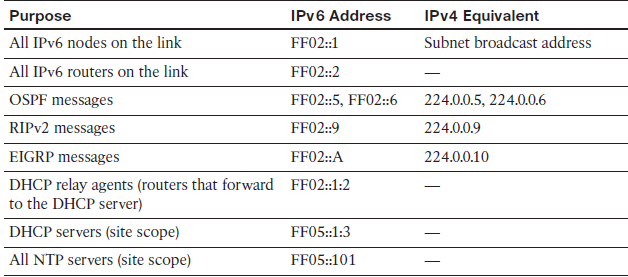 Purpose IPv6 Address IPv4 Equivalent
All IPv6 nodes on the link FF02::1 Subnet broadcast address
All IPv6 routers on the link FF02::2 —
OSPF messages FF02::5, FF02::6 224.0.0.5, 224.0.0.6
RIPv2 messages FF02::9 224.0.0.9
EIGRP messages FF02::A 224.0.0.10
DHCP relay agents (routers that forward FF02::1:2 —
to the DHCP server)
DHCP servers (site scope) FF05::1:3 —
All NTP servers (site scope) FF05::101 —